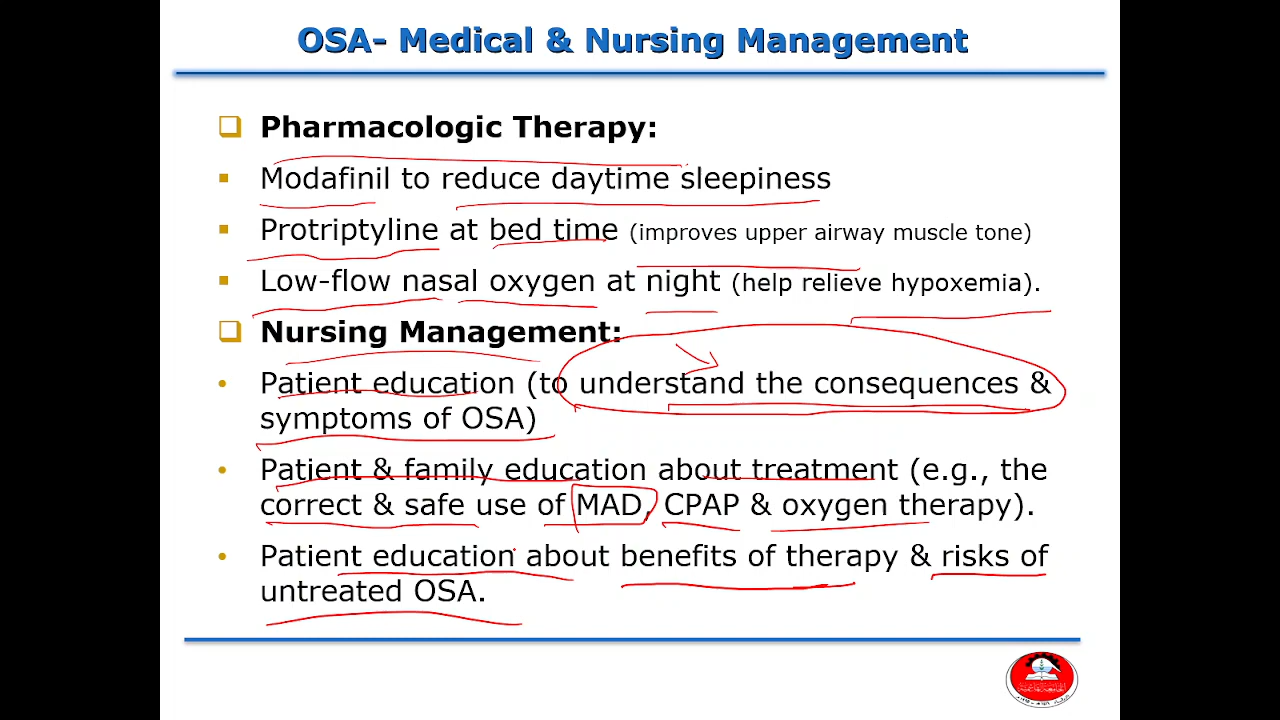 OSA- Medical & Nursing Management
❑ Pharmacologic Therapy:
▪ Modafinil to reduce daytime sleepiness
▪ Protriptyline at bed time (improves upper airway muscle tone)
▪ Low-flow nasal oxygen at night (help relieve hypoxemia).
❑ Nursing Management:
• Patient education (to understand the consequences &
symptoms of OSA)
• Patient & family education about treatment (e.g., the
correct & safe use of MAD, CPAP & oxygen therapy).
• Patient education about benefits of therapy & risks of
untreated OSA.